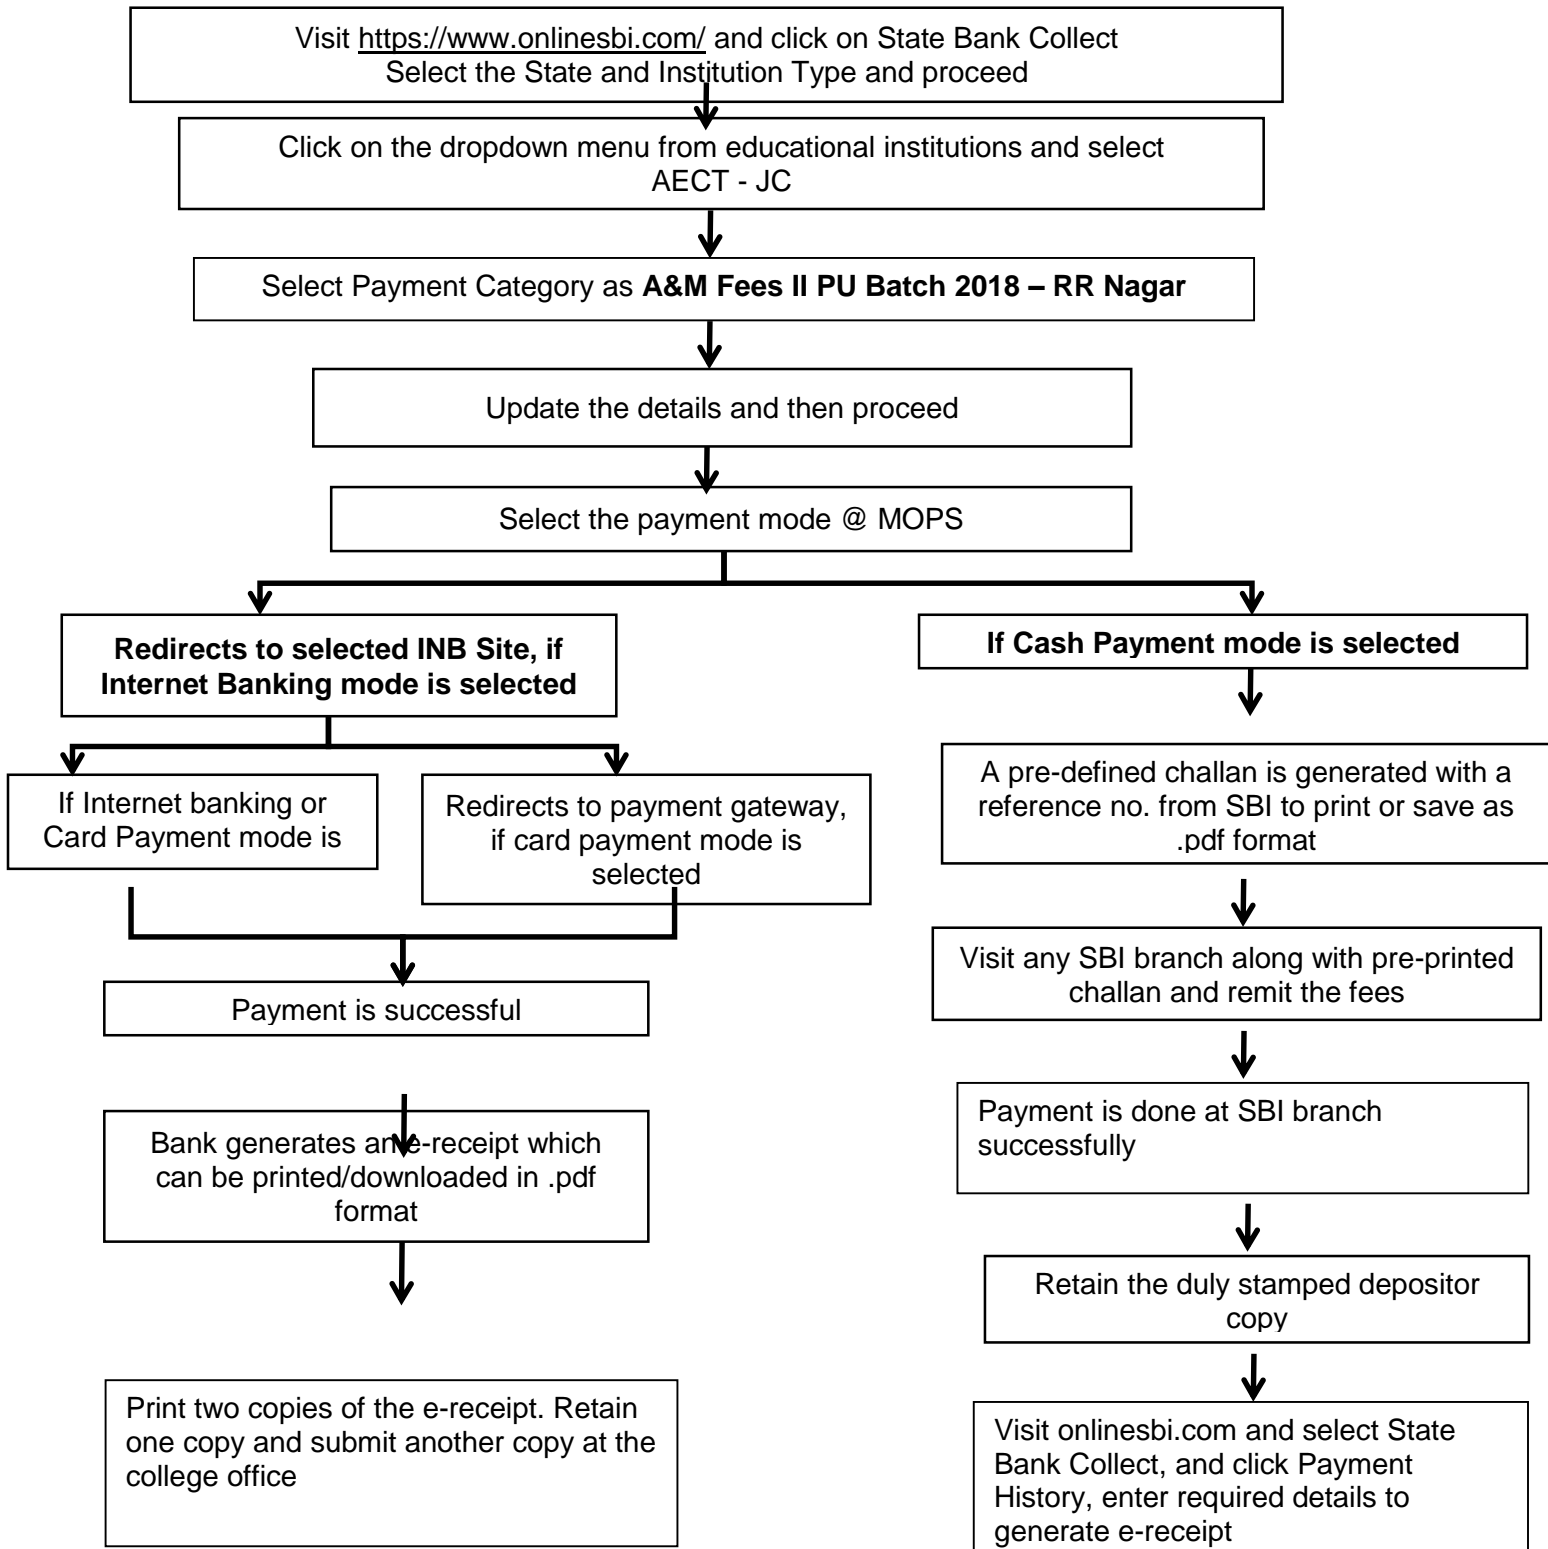 Visit https://www.onlinesbi.com/ and click on State Bank Collect
Select the State and Institution Type and proceed
Click on the dropdown menu from educational institutions and select
AECT - JC
Select Payment Category as A&M Fees II PU Batch 2018 – RR Nagar
Update the details and then proceed
Select the payment mode @ MOPS
Redirects to selected INB Site, if
Internet Banking mode is selected
If Internet banking or
Card Payment mode is
Redirects to payment gateway,
if card payment mode is
selected
Payment is successful
Bank generates an e-receipt which
can be printed/downloaded in .pdf
format
Print two copies of the e-receipt. Retain
one copy and submit another copy at the
college office
If Cash Payment mode is selected
A pre-defined challan is generated with a
reference no. from SBI to print or save as
.pdf format
Visit any SBI branch along with pre-printed
challan and remit the fees
Payment is done at SBI branch
successfully
Retain the duly stamped depositor
copy
Visit onlinesbi.com and select State
Bank Collect, and click Payment
History, enter required details to
generate e-receipt